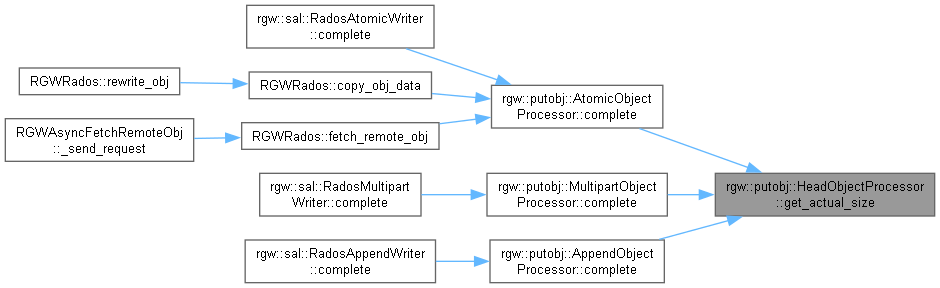 rgw::sal::RadosAtomicWriter
::complete
RGWRados::rewrite_obj
RGWRados::copy_obj_data
rgw::putobj::AtomicObject
Processor::complete
RGWAsyncFetchRemoteObj
::_send_request
RGWRados::fetch_remote_obj
rgw::sal::RadosMultipart
Writer::complete
rgw::putobj::MultipartObject
Processor::complete
rgw::putobj::HeadObjectProcessor
::get_actual_size
rgw::sal::RadosAppendWriter
::complete
rgw::putobj::AppendObject
Processor::complete